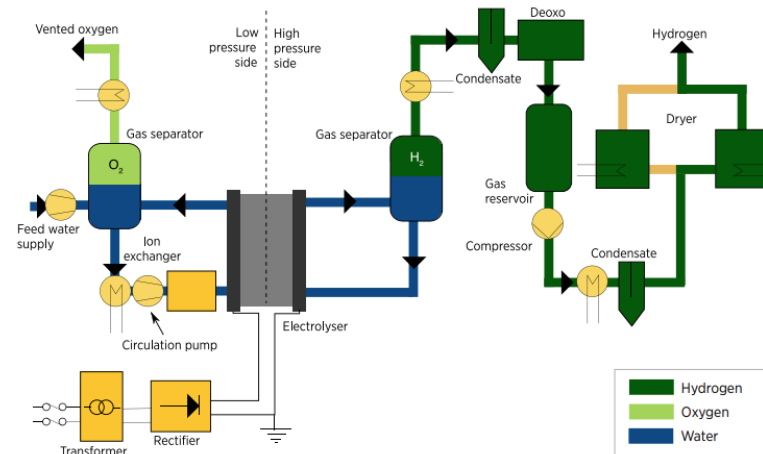 Vented oxygen
Low
pressure
side
High
pressure
side
Deoxo
Hydrogen
Condensate
Gas separator
Gas separator
Dryer
O2
H2
Gas
reservoir
Feed water
supply
Ion
exchanger
Compressor
Condensate
Circulation pump
Electrolyser
Transformer
Rectifier
Hydrogen
Oxygen
Water